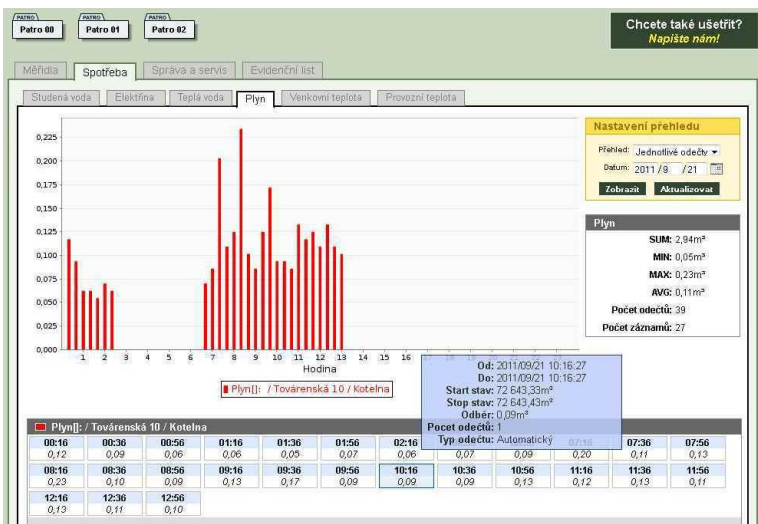 PATRO PATRO PATRO
Patro 00 Patro 01 Patro 02
Chcete také ušetřit?
Napište nám!
Měřidla Spotřeba Správa a servis Evidenční list
Studená voda Elektřina Teplá voda Plyn Venkovní teplota Provozní teplota
Nastavení přehledu
Přehled: Jednotlivé odečty
Datum: 2011/9 /21
Zobrazit Aktualizovat
Plyn
SUM: 2,94m³
MIN: 0,05m³
MAX: 0,23m³
AVG: 0,11m³
Počet odečtů: 39
Počet záznamů: 27
0,225
0,200
0,175
0,150
0,125
0,100
0,075
0,050
0,025
0,000
1 2 3 4 5 6 7 8 9 10 11 12 13 14 15 16
Hodina
Plyn[]: / Továrenská 10 / Kotelna
Od: 2011/09/21 10:16:27
Do: 2011/09/21 10:16:27
Start stav: 72 643,33m³
Stop stav: 72 643,43m³
Odběr: 0,09m³
Pocet odečtů: 1
Typ odečtu: Automatický
Plyn[]: / Továrenská 10 / Kotelna
00:16 00:36 00:56 01:16 01:36 01:56 02:16 07:16 07:36 07:56
0,12 0,09 0,06 0,06 0,05 0,07 0,06 0,07 0,09 0,20 0,11 0,13
08:16 08:36 08:56 09:16 09:36 09:56 10:16 10:36 10:56 11:16 11:36 11:56
0,23 0,10 0,09 0,13 0,17 0,09 0,09 0,09 0,13 0,12 0,13 0,11
12:16 12:36 12:56
0,13 0,11 0,10